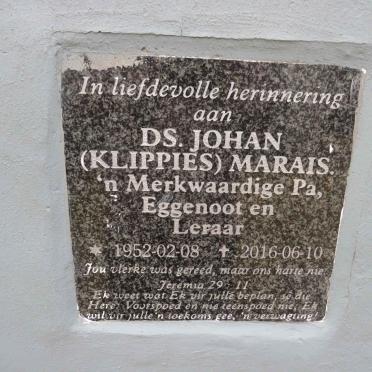 In liefdevolle herinnering
aan
DS. JOHAN
(KLIPPIES) MARAIS.
'n Merkwaardige Pa,
Eggenoot en
Leraar
* 1952-02-08 ✝ 2016-06-10
Jou vlerke was gereed, maar ons harte nie.
Jeremia 29 : 11
Ek weet wat Ek vir julle beplan, sê die
Here: Voorspoed en nie teenspoed nie; Ek
wil vir julle 'n toekoms gee, 'n verwagting!